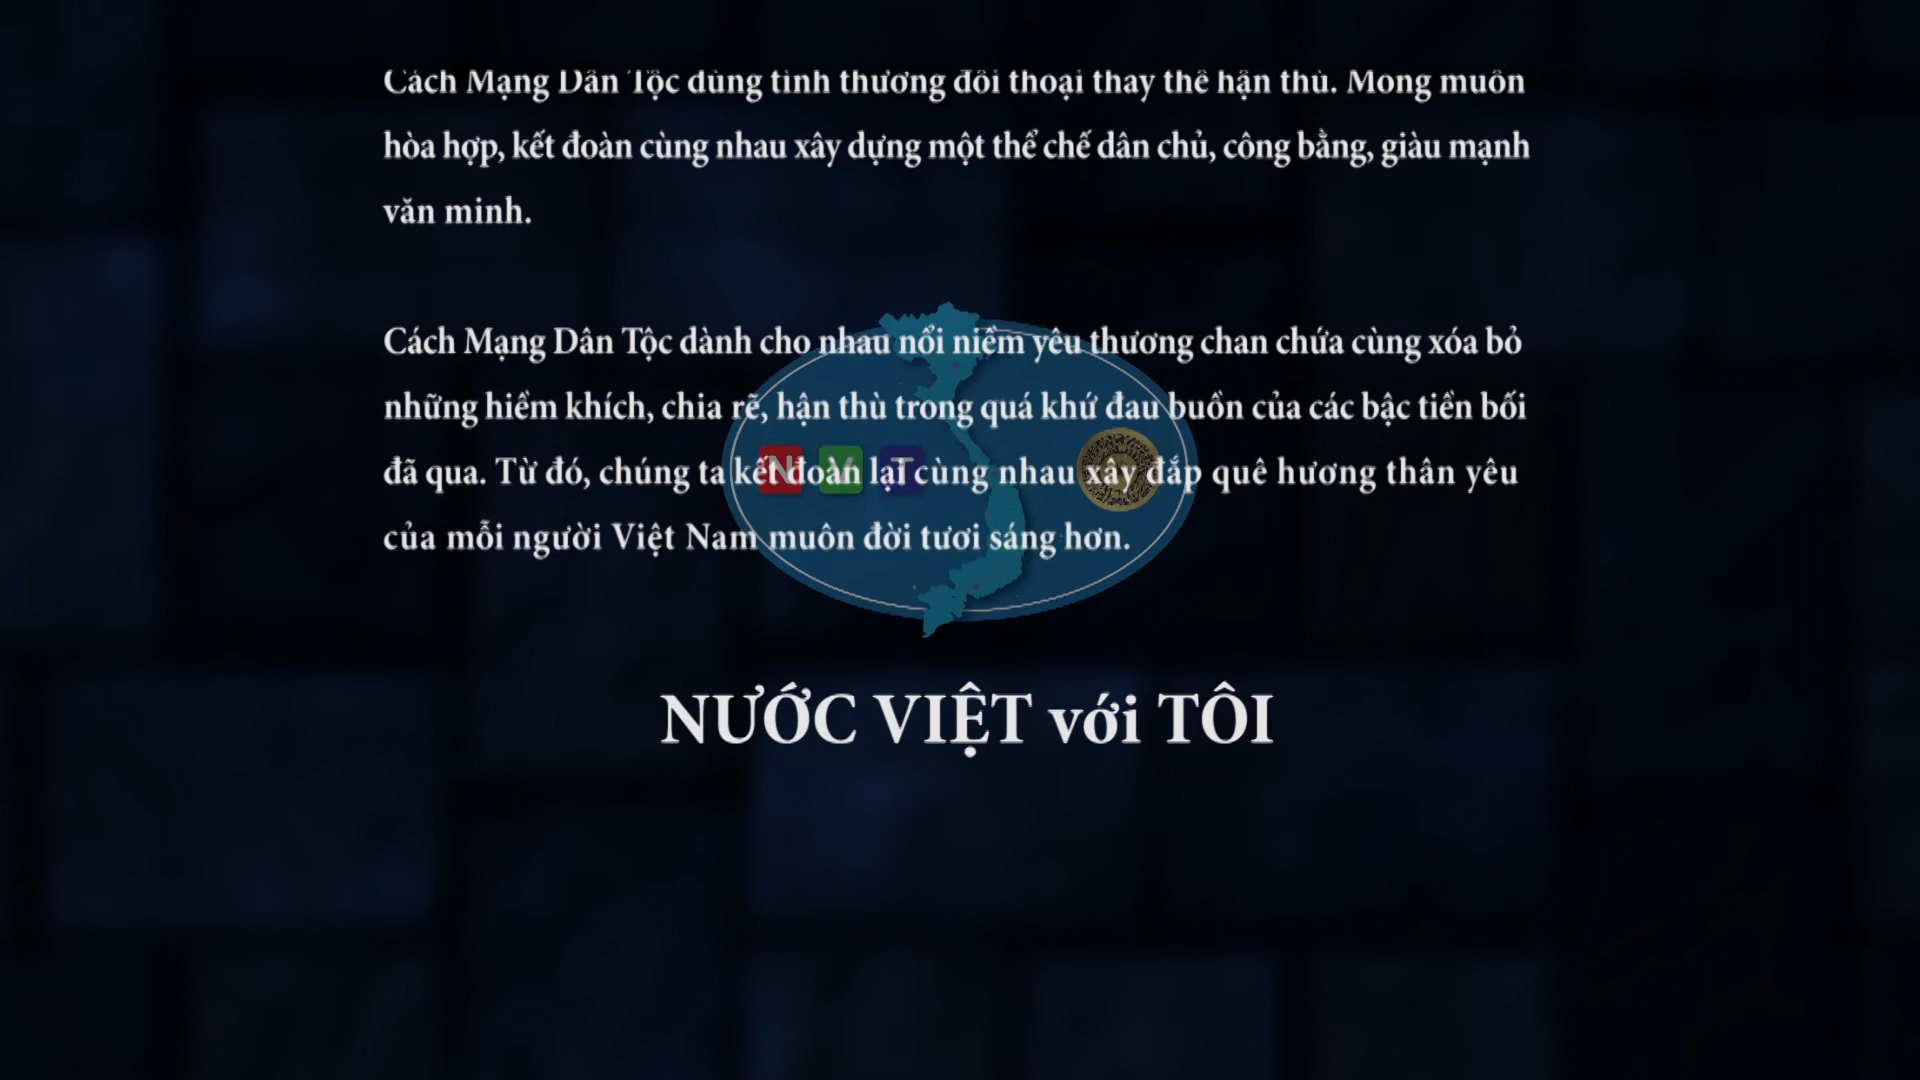 Cách Mạng Dân Tộc dùng tình thương đối thoại thay thế hận thù. Mong muốn
hòa hợp, kết đoàn cùng nhau xây dựng một thể chế dân chủ, công bằng, giàu mạnh
văn minh.
Cách Mạng Dân Tộc dành cho nhau nổi niềm yêu thương chan chứa cùng xóa bỏ
những hiềm khích, chia rẽ, hận thù trong quá khứ đau buồn của các bậc tiền bối
đã qua. Từ đó, chúng ta kết đoàn lại cùng nhau xây đắp quê hương thân yêu
của mỗi người Việt Nam muôn đời tươi sáng hơn.
N V T
NƯỚC VIỆT với TÔI